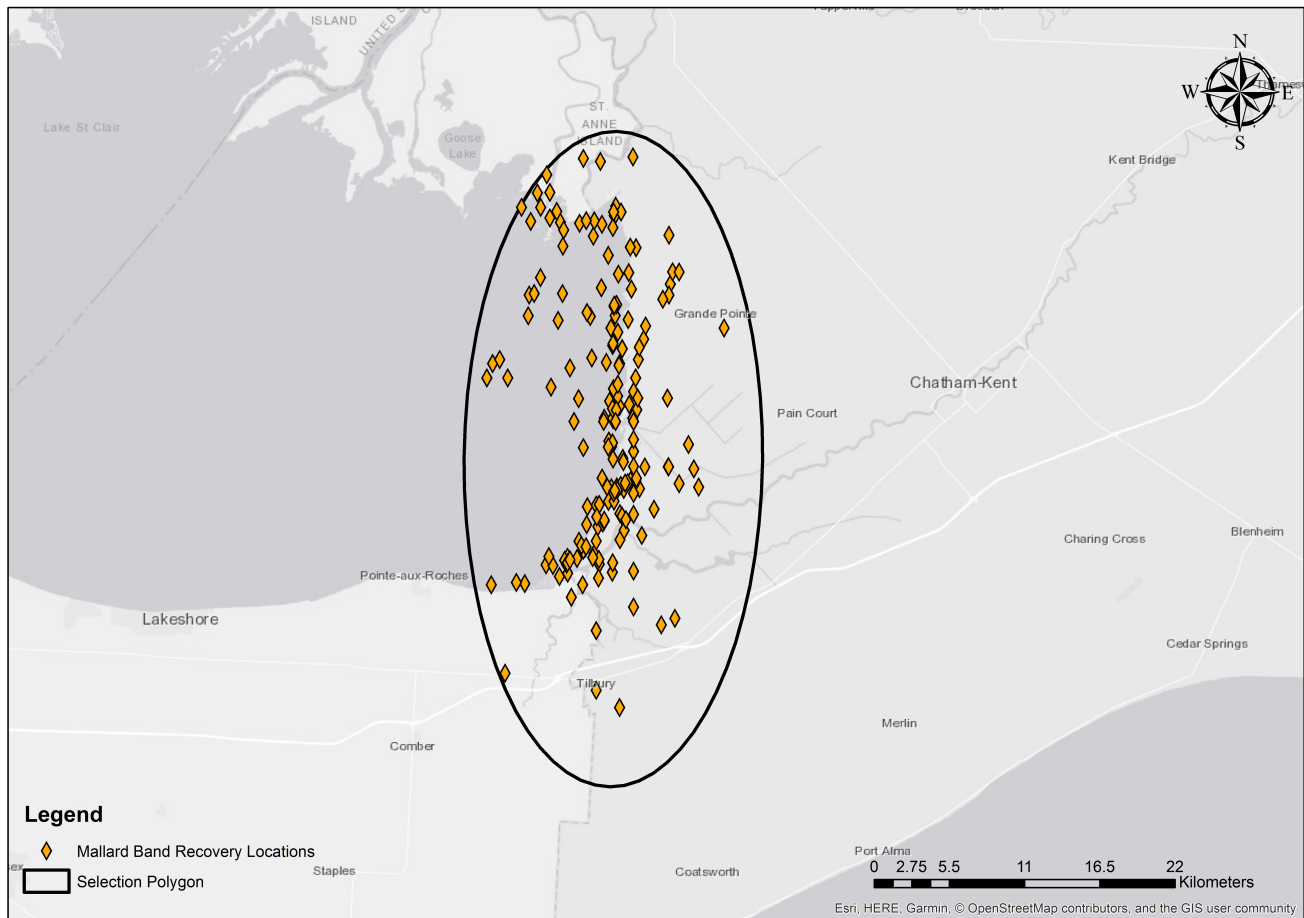 ISLAND
UNITED S
Dresden
N
W
E
S
Lake St Clair
ST.
ANNE
ISLAND
Goose
Lake
Kent Bridge
Grande Pointe
Chatham-Kent
Pain Court
Charing Cross
Blenheim
Pointe-aux-Roches
Lakeshore
Cedar Springs
Tilbury
Merlin
Comber
Legend
Mallard Band Recovery Locations
Selection Polygon
Staples
Coatsworth
Port Alma
0 2.75 5.5 11 16.5 22
Kilometers
Esri, HERE, Garmin, © OpenStreetMap contributors, and the GIS user community